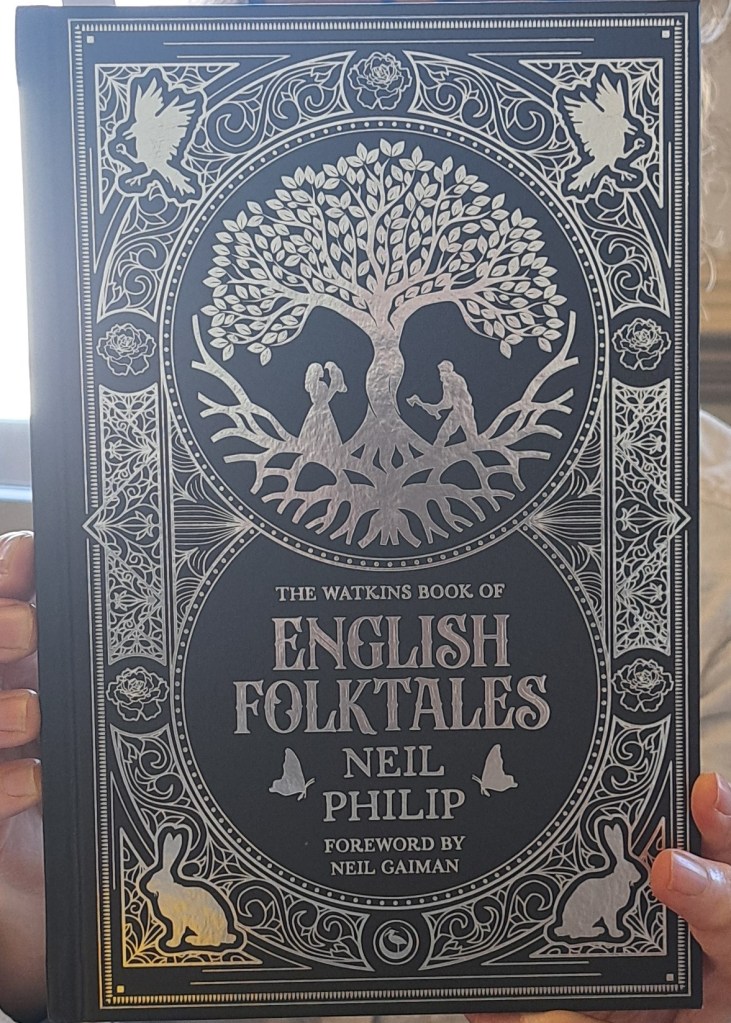 THE WATKINS BOOK OF
ENGLISH
FOLKTALES
NEIL
PHILIP
FOREWORD BY
NEIL GAIMAN